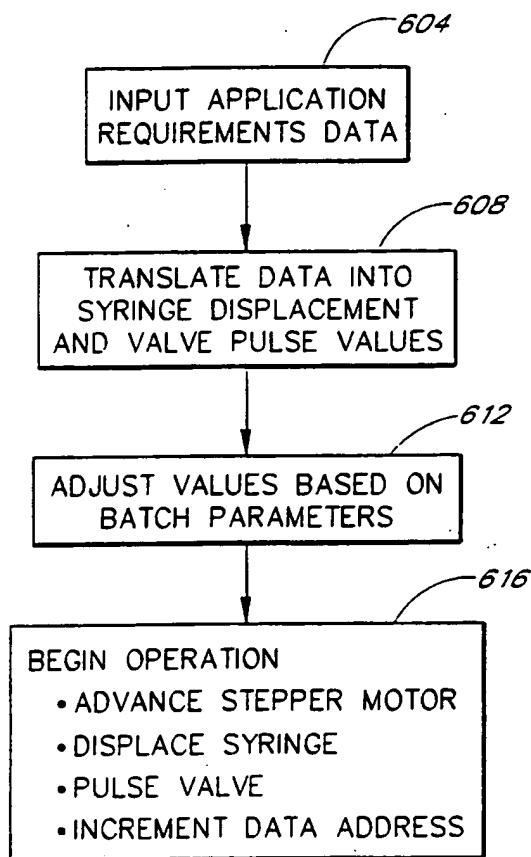 604
INPUT APPLICATION
REQUIREMENTS DATA
608
TRANSLATE DATA INTO
SYRINGE DISPLACEMENT
AND VALVE PULSE VALUES
612
ADJUST VALUES BASED ON
BATCH PARAMETERS
616
BEGIN OPERATION
• ADVANCE STEPPER MOTOR
• DISPLACE SYRINGE
• PULSE VALVE
• INCREMENT DATA ADDRESS